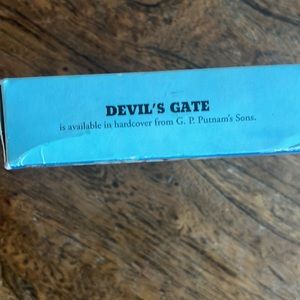 DEVIL'S GATE
is available in hardcover from G. P. Putnam's Sons.